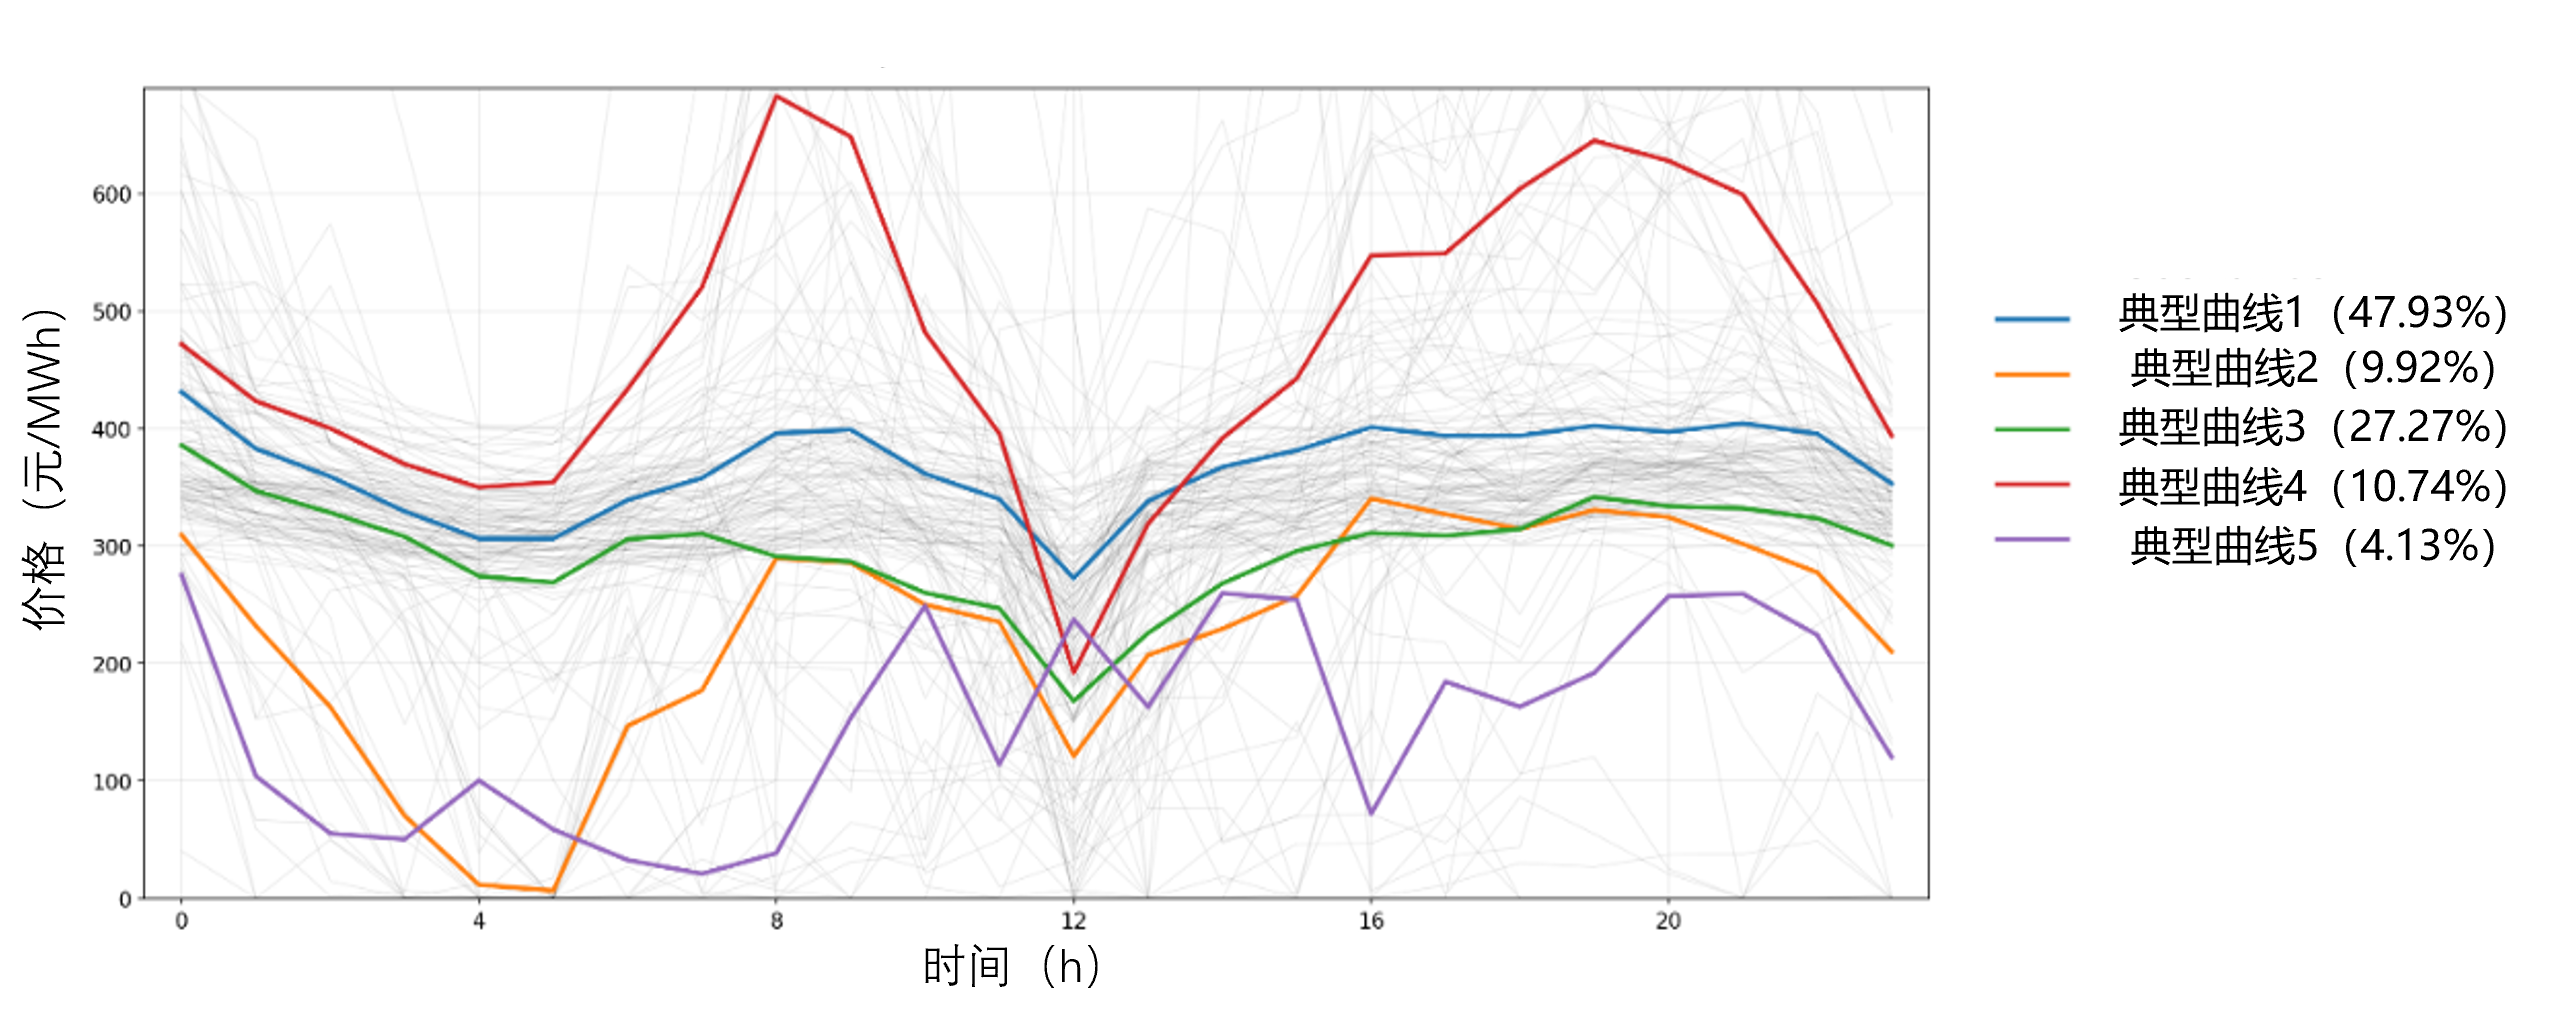 600
500
400
300
200
100
0
价格（元/MWh）
0 4 8 12 16 20
时间（h）
典型曲线1（47.93%）
典型曲线2（9.92%）
典型曲线3（27.27%）
典型曲线4（10.74%）
典型曲线5（4.13%）